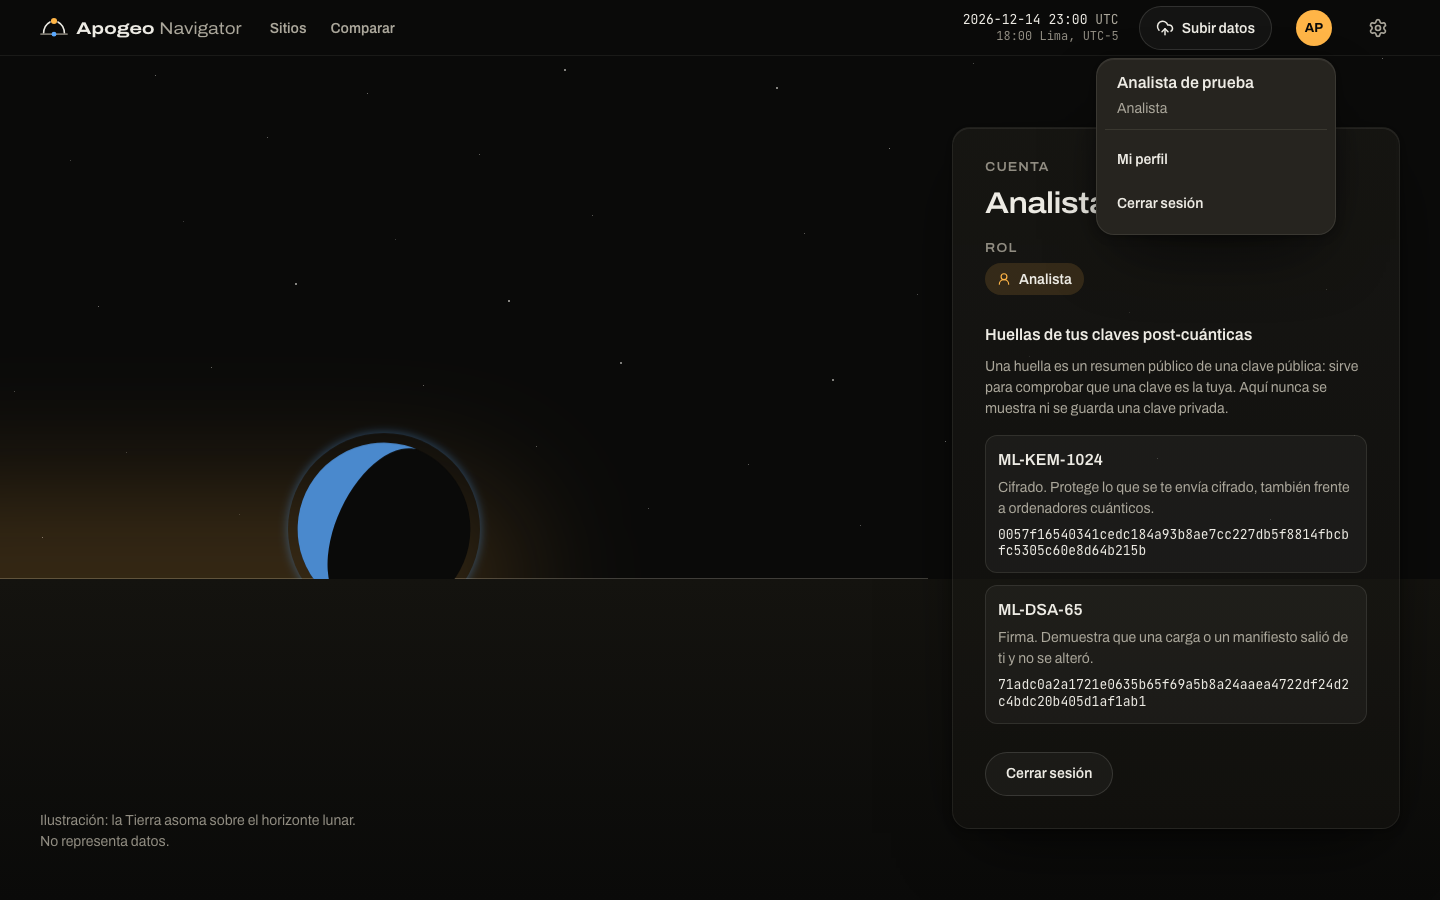 Apogeo Navigator
Sitios
Comparar
2026-12-14 23:00 UTC
18:00 Lima, UTC-5
Subir datos
AP
Analista de prueba
Analista
Mi perfil
Cerrar sesión
CUENTA
Analista
ROL
Analista
Huellas de tus claves post-cuánticas
Una huella es un resumen público de una clave pública: sirve
para comprobar que una clave es la tuya. Aquí nunca se
muestra ni se guarda una clave privada.
ML-KEM-1024
Cifrado. Protege lo que se te envía cifrado, también frente
a ordenadores cuánticos.
0057f16540341cedc184a93b8ae7cc227db5f8814fbcb
fc5305c60e8d64b215b
ML-DSA-65
Firma. Demuestra que una carga o un manifiesto salió de
ti y no se alteró.
71adc0a2a1721e0635b65f69a5b8a24aaea4722df24d2
c4bdc20b405d1af1ab1
Cerrar sesión
Ilustración: la Tierra asoma sobre el horizonte lunar.
No representa datos.